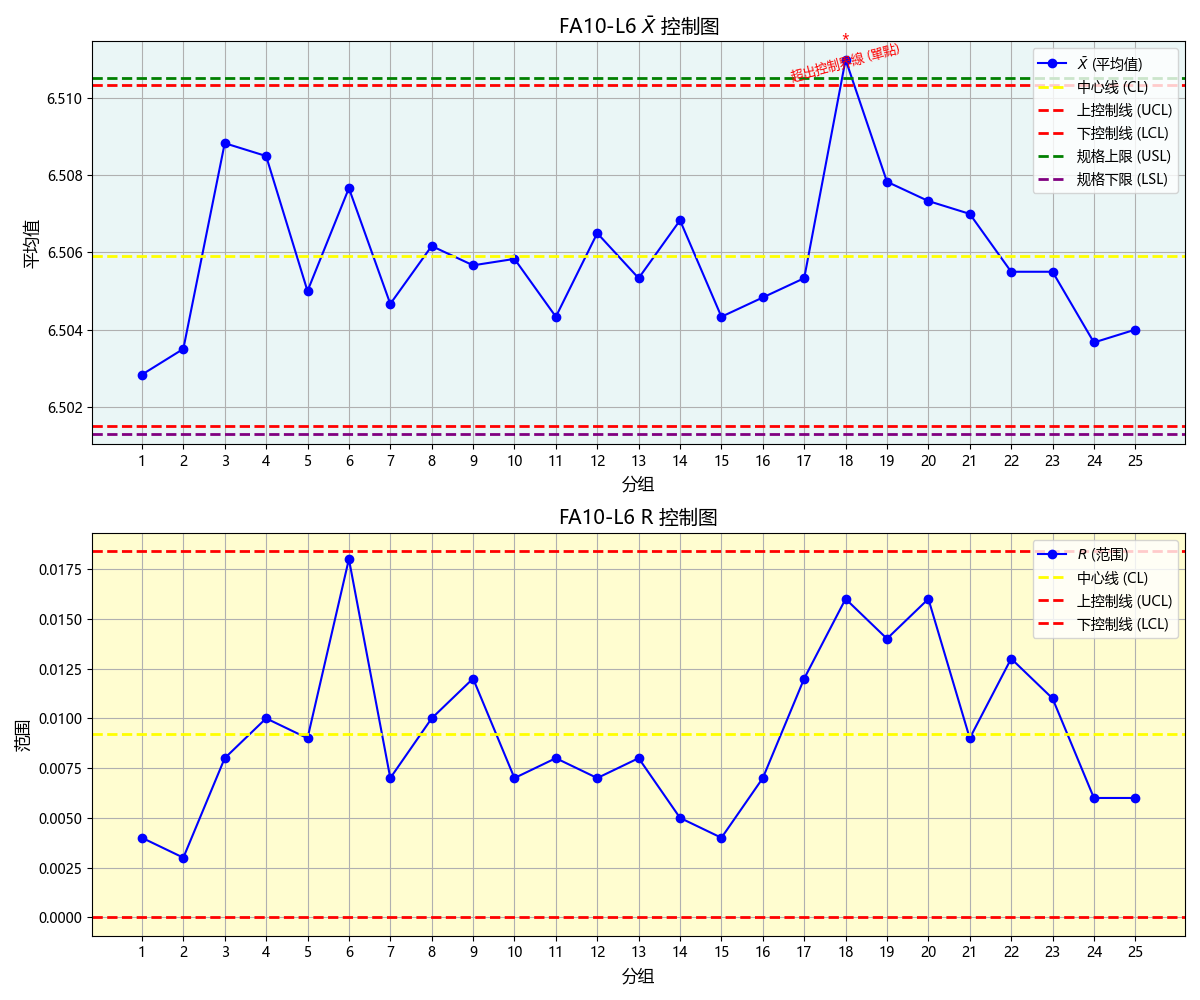 FA10-L6 X̄ 控制图
*
超出控制界線 (單點)
X̄ (平均值)
中心线 (CL)
上控制线 (UCL)
下控制线 (LCL)
规格上限 (USL)
规格下限 (LSL)
平均值
6.510
6.508
6.506
6.504
6.502
1 2 3 4 5 6 7 8 9 10 11 12 13 14 15 16 17 18 19 20 21 22 23 24 25
分组
FA10-L6 R 控制图
R (范围)
中心线 (CL)
上控制线 (UCL)
下控制线 (LCL)
范围
0.0175
0.0150
0.0125
0.0100
0.0075
0.0050
0.0025
0.0000
1 2 3 4 5 6 7 8 9 10 11 12 13 14 15 16 17 18 19 20 21 22 23 24 25
分组